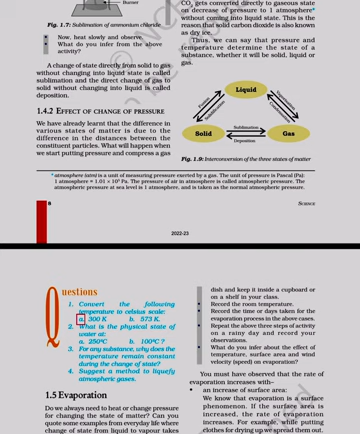 Burner
Fig. 1.7: Sublimation of ammonium chloride
• Now, heat slowly and observe.
• What do you infer from the above
activity?
A change of state directly from solid to gas
without changing into liquid state is called
sublimation and the direct change of gas to
solid without changing into liquid is called
deposition.
1.4.2 EFFECT OF CHANGE OF PRESSURE
We have already learnt that the difference in
various states of matter is due to the
difference in the distances between the
constituent particles. What will happen when
we start putting pressure and compress a gas
CO2 gets converted directly to gaseous state
on decrease of pressure to 1 atmosphere*
without coming into liquid state. This is the
reason that solid carbon dioxide is also known
as dry ice.
Thus, we can say that pressure and
temperature determine the state of a
substance, whether it will be solid, liquid or
gas.
Liquid
Fusion
Solidification
Vaporisation
Condensation
Solid
Sublimation
Deposition
Gas
Fig. 1.9: Interconversion of the three states of matter
* atmosphere (atm) is a unit of measuring pressure exerted by a gas. The unit of pressure is Pascal (Pa):
1 atmosphere = 1.01 × 10⁵ Pa. The pressure of air in atmosphere is called atmospheric pressure. The
atmospheric pressure at sea level is 1 atmosphere, and is taken as the normal atmospheric pressure.
8
SCIENCE
2022-23
Questions
1. Convert the following
temperature to celsius scale:
a. 300 K b. 573 K.
2. What is the physical state of
water at:
a. 250°C b. 100°C ?
3. For any substance, why does the
temperature remain constant
during the change of state?
4. Suggest a method to liquefy
atmospheric gases.
1.5 Evaporation
Do we always need to heat or change pressure
for changing the state of matter? Can you
quote some examples from everyday life where
change of state from liquid to vapour takes
dish and keep it inside a cupboard or
on a shelf in your class.
• Record the room temperature.
• Record the time or days taken for the
evaporation process in the above cases.
• Repeat the above three steps of activity
on a rainy day and record your
observations.
• What do you infer about the effect of
temperature, surface area and wind
velocity (speed) on evaporation?
You must have observed that the rate of
evaporation increases with–
• an increase of surface area:
We know that evaporation is a surface
phenomenon. If the surface area is
increased, the rate of evaporation
increases. For example, while putting
clothes for drying up we spread them out.